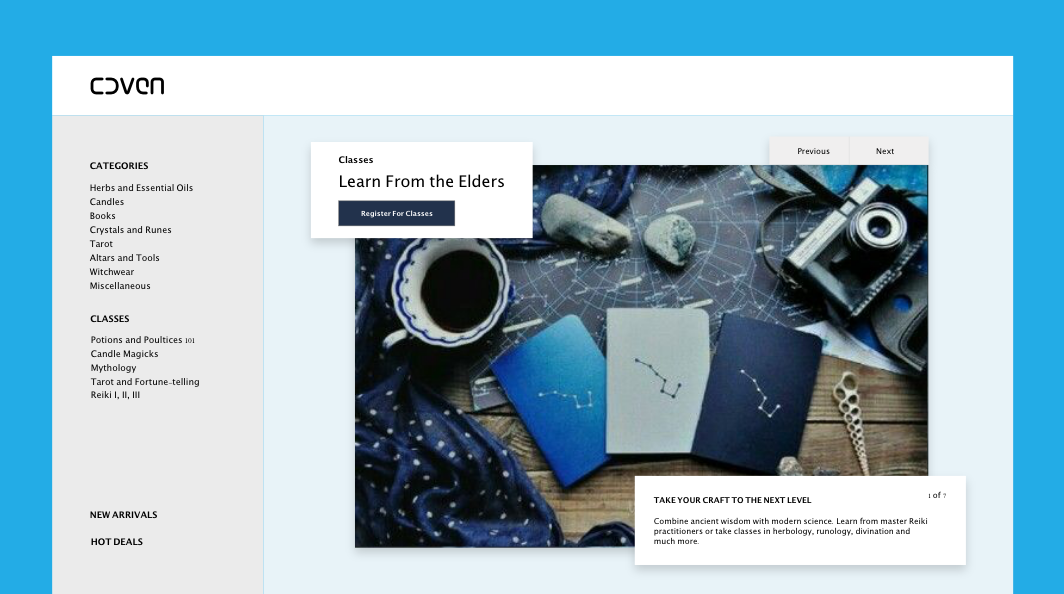 coven
CATEGORIES
Herbs and Essential Oils
Candles
Books
Crystals and Runes
Tarot
Altars and Tools
Witchwear
Miscellaneous
CLASSES
Potions and Poultices 101
Candle Magicks
Mythology
Tarot and Fortune-telling
Reiki I, II, III
NEW ARRIVALS
HOT DEALS
Classes
Learn From the Elders
Register For Classes
Previous
Next
TAKE YOUR CRAFT TO THE NEXT LEVEL
1 of 7
Combine ancient wisdom with modern science. Learn from master Reiki
practitioners or take classes in herbology, runology, divination and
much more.